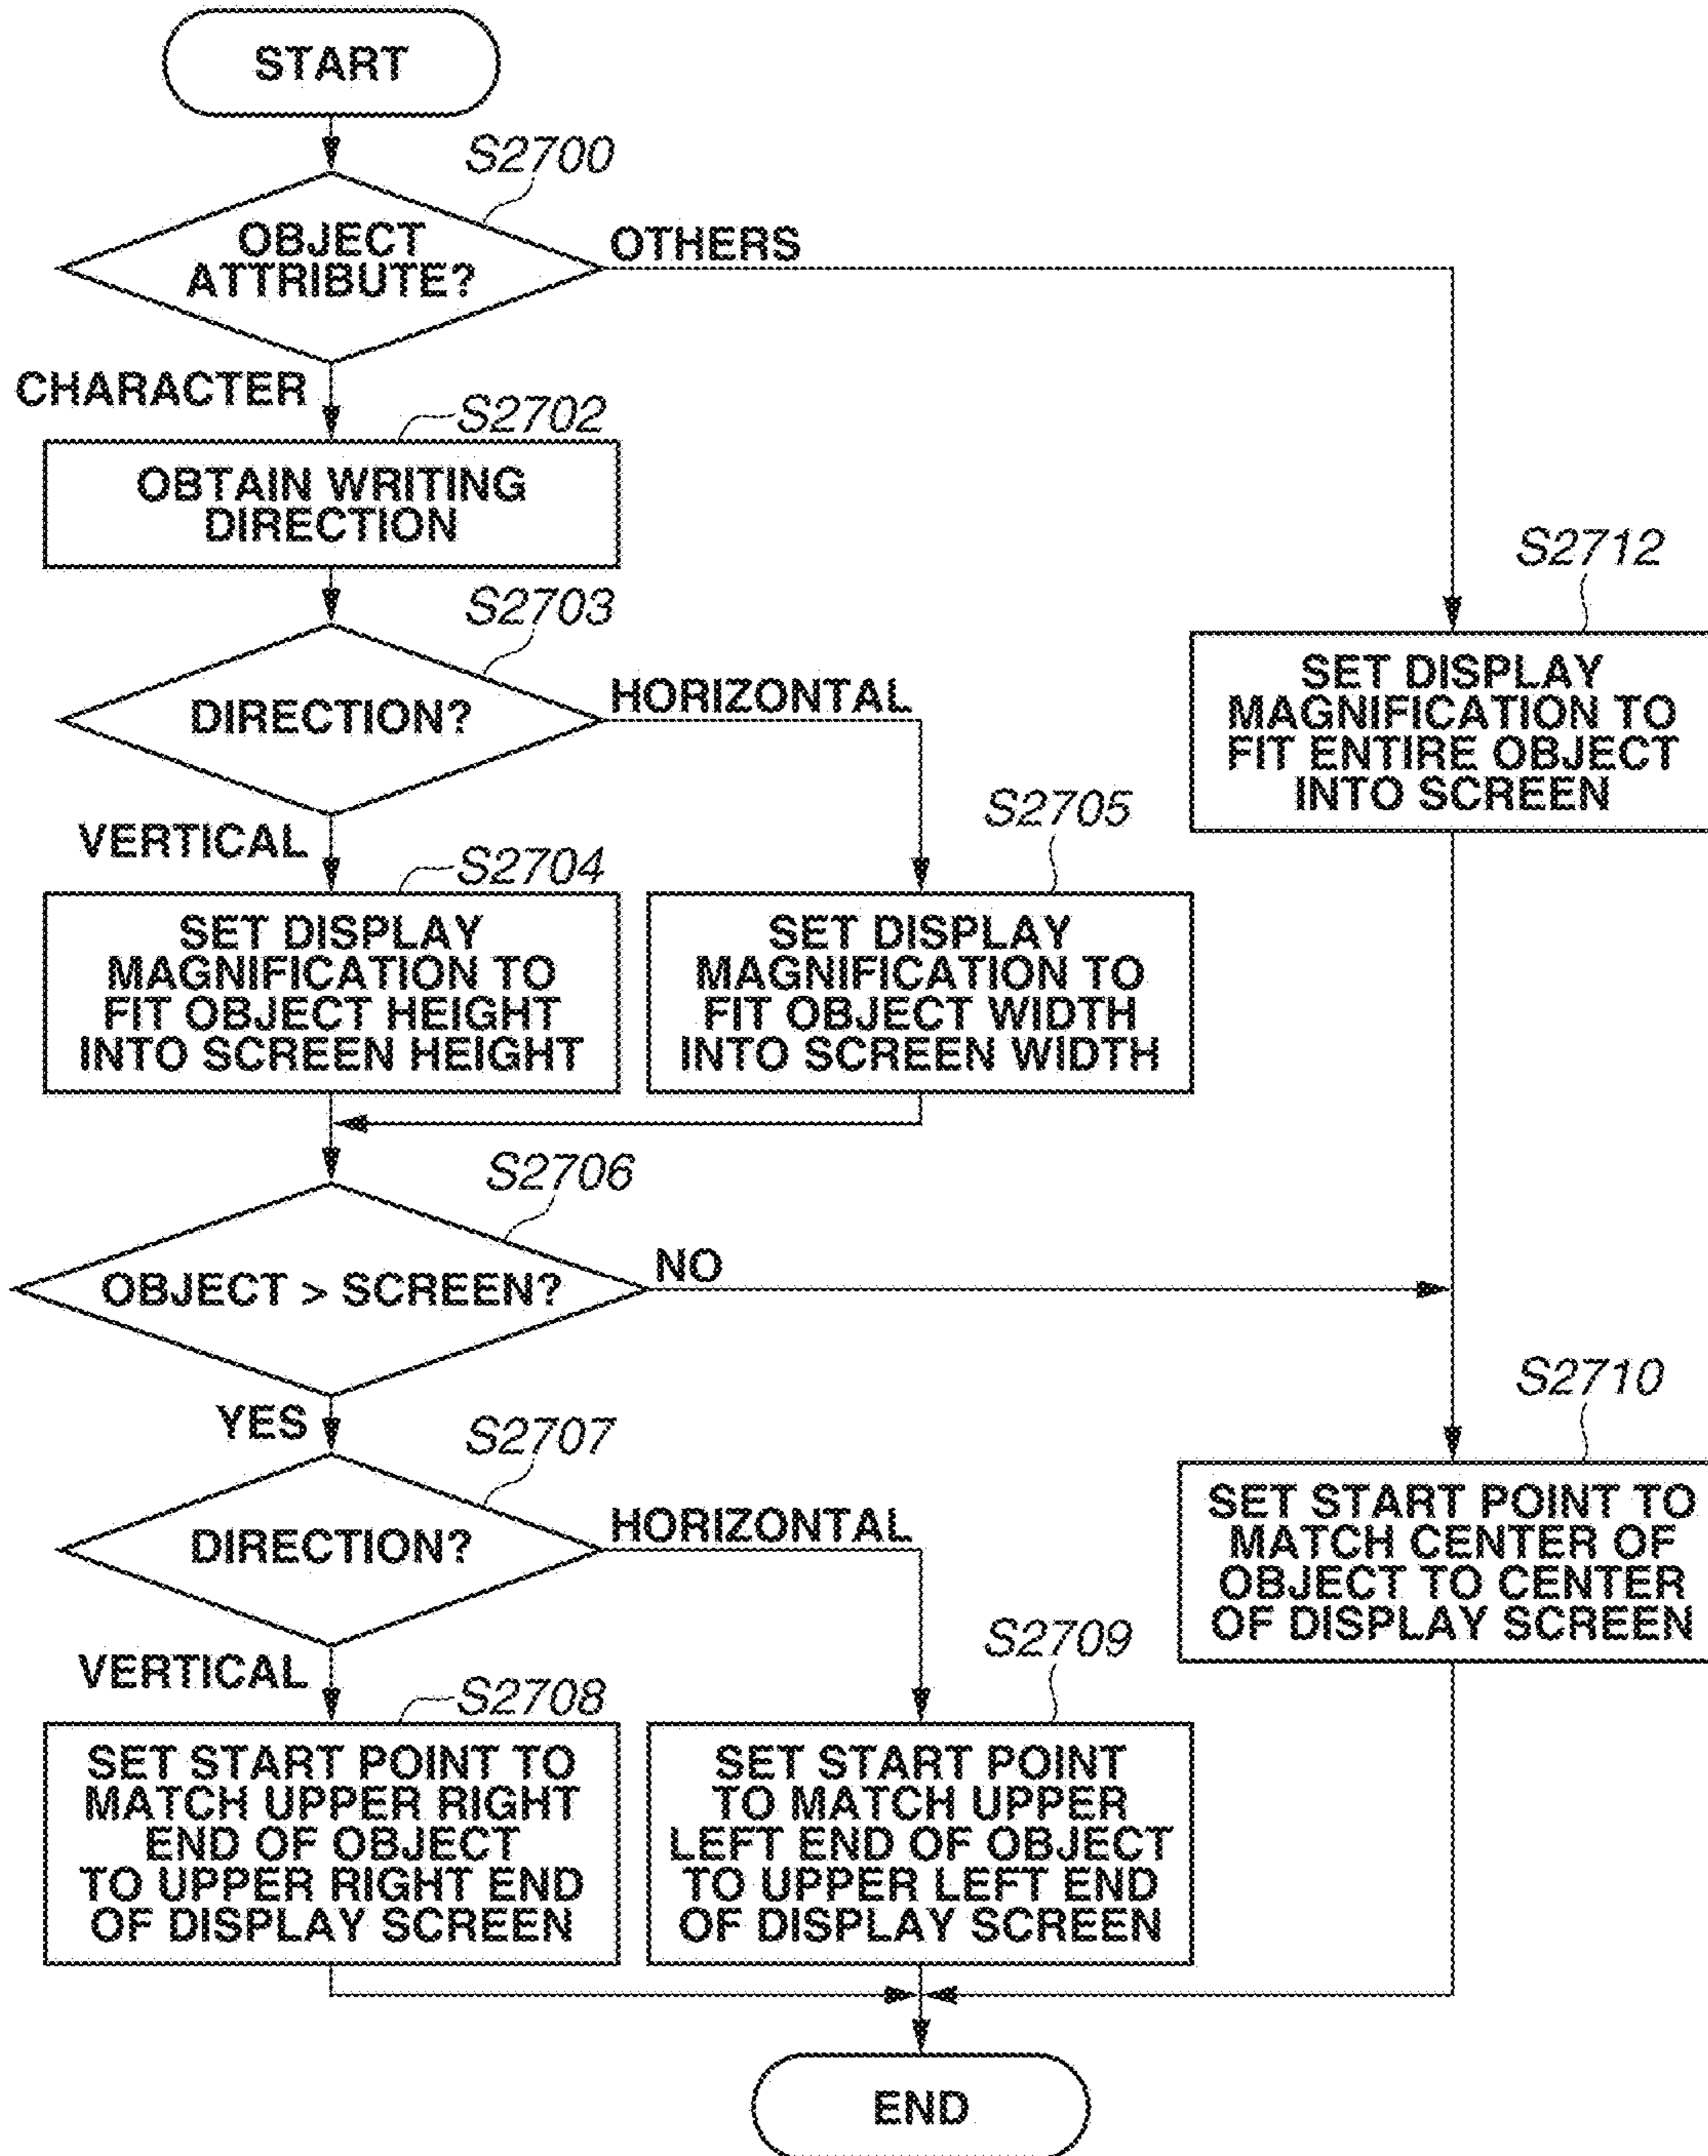 START
S2700
OBJECT
ATTRIBUTE?
OTHERS
CHARACTER
S2702
OBTAIN WRITING
DIRECTION
S2703
DIRECTION?
HORIZONTAL
VERTICAL
S2712
SET DISPLAY
MAGNIFICATION TO
FIT ENTIRE OBJECT
INTO SCREEN
S2704
SET DISPLAY
MAGNIFICATION TO
FIT OBJECT HEIGHT
INTO SCREEN HEIGHT
S2705
SET DISPLAY
MAGNIFICATION TO
FIT OBJECT WIDTH
INTO SCREEN WIDTH
S2706
OBJECT > SCREEN?
NO
YES
S2707
DIRECTION?
HORIZONTAL
VERTICAL
S2710
SET START POINT TO
MATCH CENTER OF
OBJECT TO CENTER
OF DISPLAY SCREEN
S2708
SET START POINT TO
MATCH UPPER RIGHT
END OF OBJECT
TO UPPER RIGHT END
OF DISPLAY SCREEN
S2709
SET START POINT
TO MATCH UPPER
LEFT END OF OBJECT
TO UPPER LEFT END
OF DISPLAY SCREEN
END